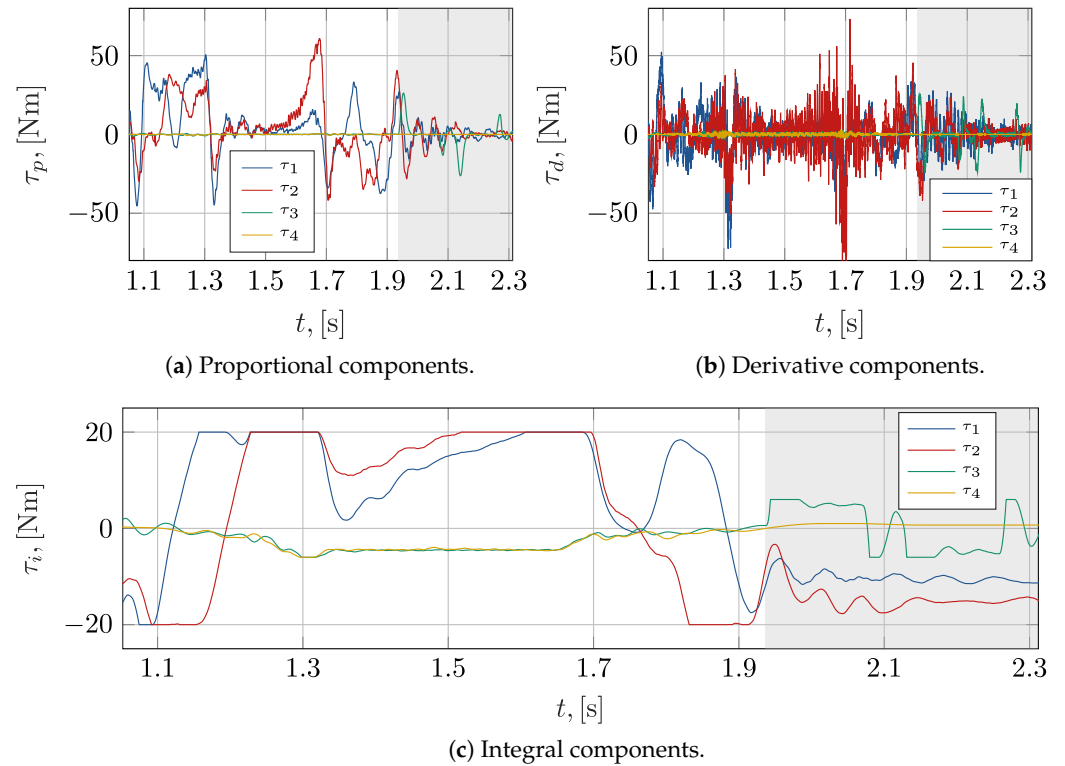 50
0
−50
τp, [Nm]
τ1
τ2
τ3
τ4
1.1 1.3 1.5 1.7 1.9 2.1 2.3
t, [s]
(a) Proportional components.
50
0
−50
τd, [Nm]
τ1
τ2
τ3
τ4
1.1 1.3 1.5 1.7 1.9 2.1 2.3
t, [s]
(b) Derivative components.
20
0
−20
τi, [Nm]
τ1
τ2
τ3
τ4
1.1 1.3 1.5 1.7 1.9 2.1 2.3
t, [s]
(c) Integral components.